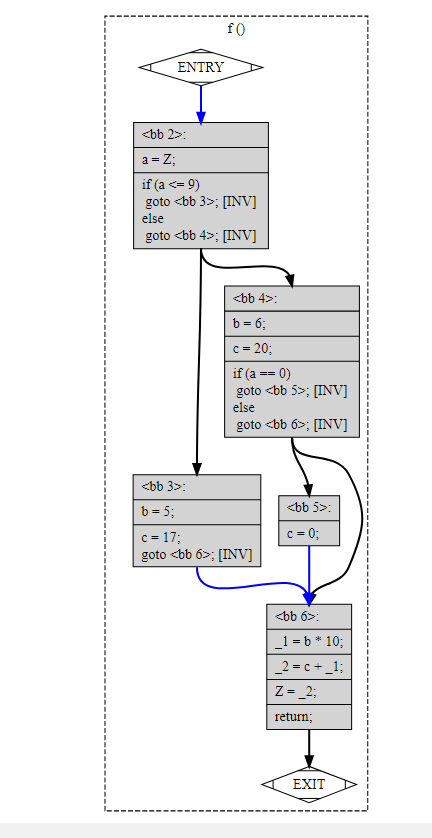 f ()
ENTRY
<bb 2>:
a = Z;
if (a <= 9)
goto <bb 3>; [INV]
else
goto <bb 4>; [INV]
<bb 4>:
b = 6;
c = 20;
if (a == 0)
goto <bb 5>; [INV]
else
goto <bb 6>; [INV]
<bb 3>:
b = 5;
c = 17;
goto <bb 6>; [INV]
<bb 5>:
c = 0;
<bb 6>:
_1 = b * 10;
_2 = c + _1;
Z = _2;
return;
EXIT